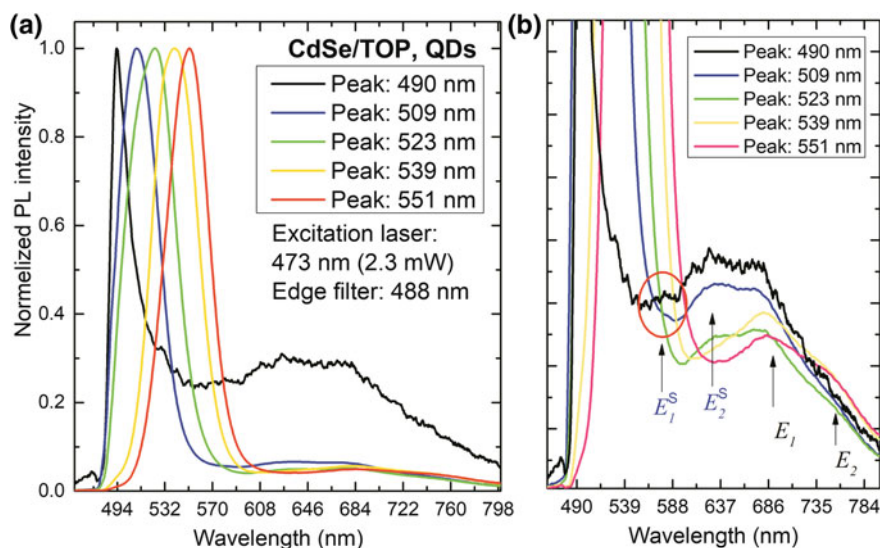 (a)
CdSe/TOP, QDs
Peak: 490 nm
Peak: 509 nm
Peak: 523 nm
Peak: 539 nm
Peak: 551 nm
Excitation laser:
473 nm (2.3 mW)
Edge filter: 488 nm
Normelized PL intensity
1.0
0.8
0.6
0.4
0.2
0.0
494 532 570 608 646 684 722 760 798
Wavelength (nm)
(b)
Peak: 490 nm
Peak: 509 nm
Peak: 523 nm
Peak: 539 nm
Peak: 551 nm
E₁ˢ
E₂ˢ
E₁
E₂
490 539 588 637 686 735 784
Wavelength (nm)